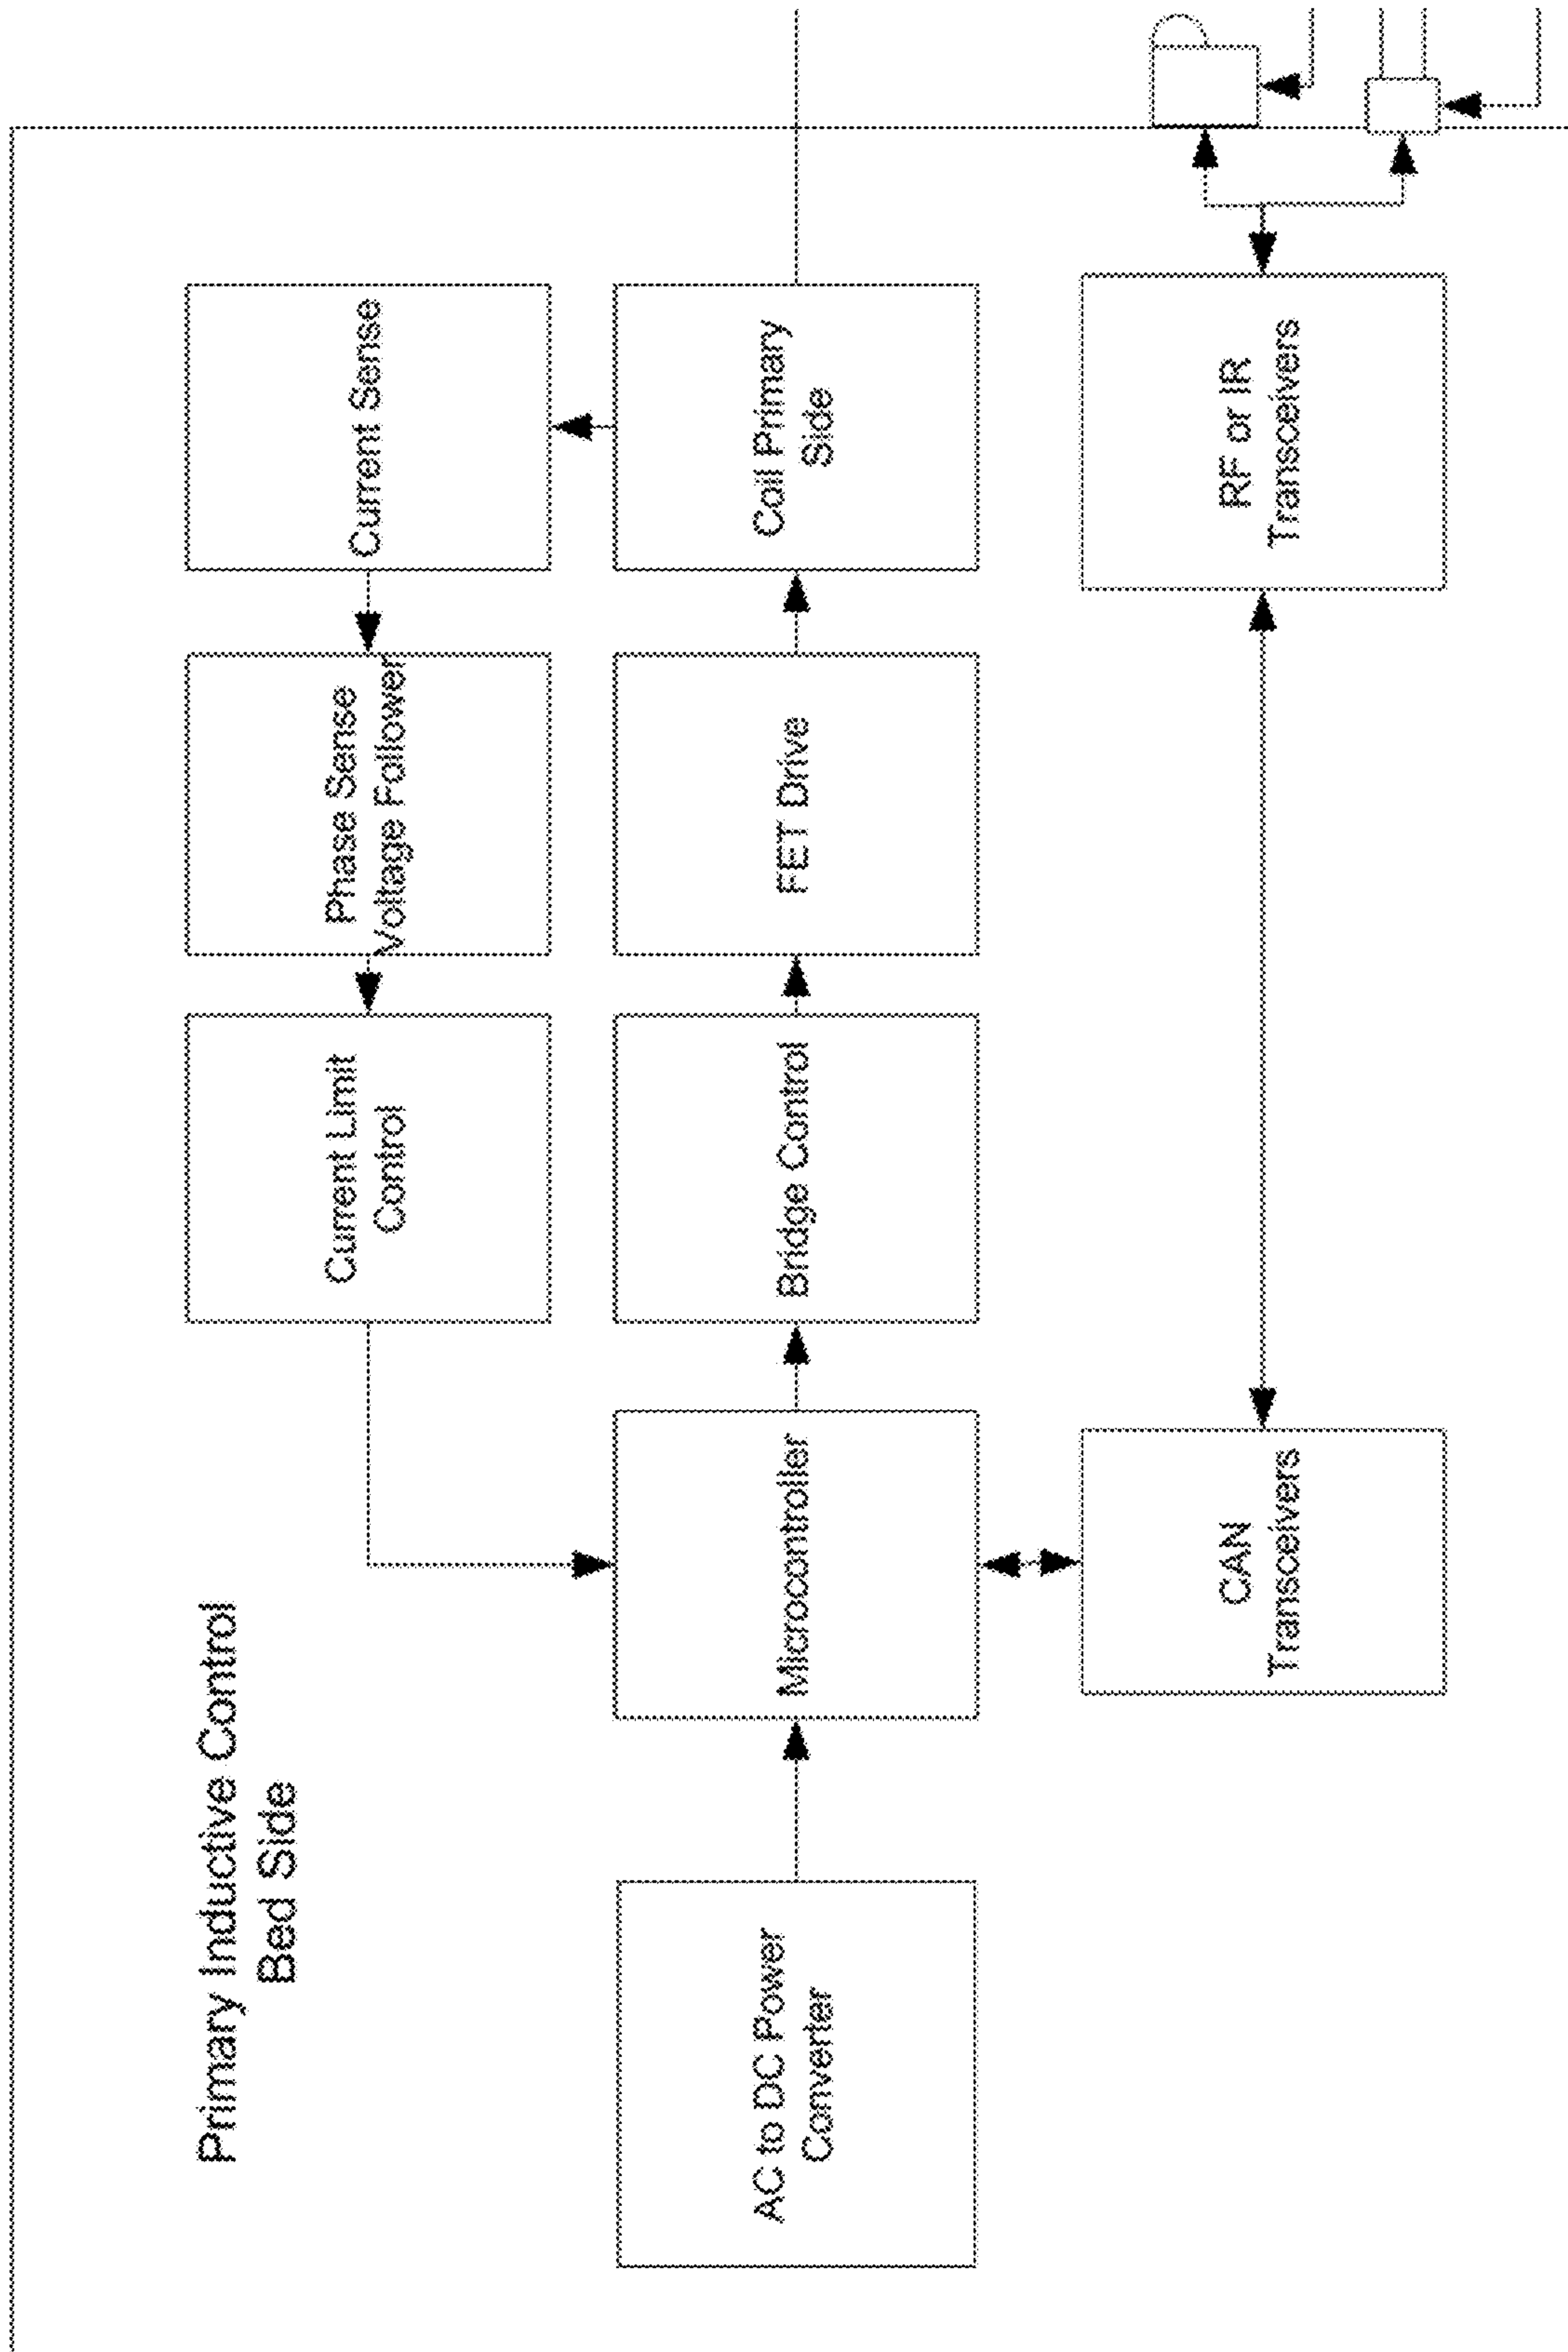 Primary Inductive Control
Bed Side
Current Limit
Control
Phase Sense
Voltage Follower
Current Sense
AC to DC Power
Converter
Microcontroller
Bridge Control
FET Drive
Coil Primary
Side
CAN
Transceivers
RF or IR
Transceivers